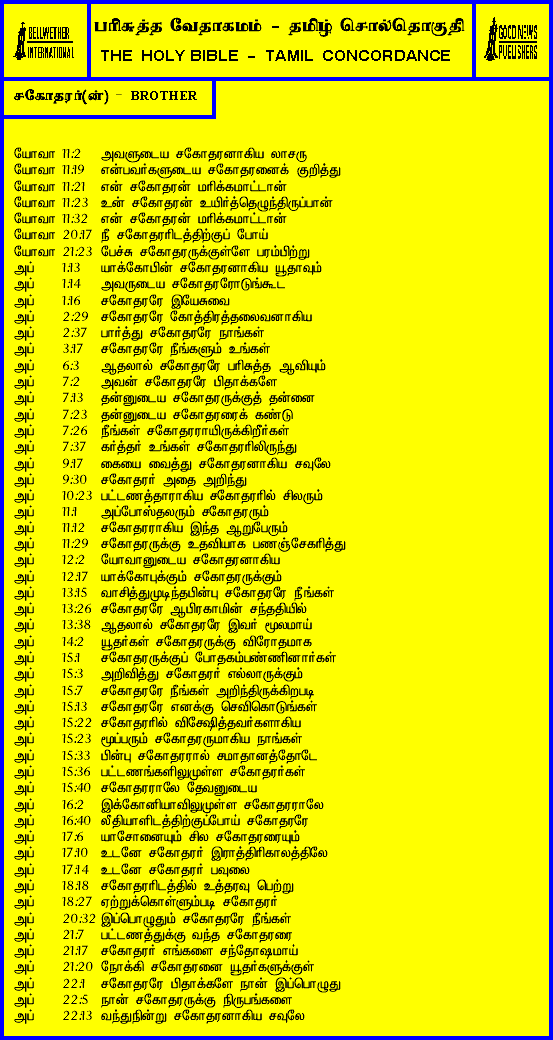 BELLWETHER
INTERNATIONAL
பரிசுத்த வேதாகமம் - தமிழ் சொல்தொகுதி
THE HOLY BIBLE - TAMIL CONCORDANCE
GOOD NEWS
PUBLISHERS
சகோதரர்(ன்) - BROTHER
யோவா 11:2 அவளுடைய சகோதரனாகிய லாசரு
யோவா 11:19 என்பவர்களுடைய சகோதரனைக் குறித்து
யோவா 11:21 என் சகோதரன் மரிக்கமாட்டான்
யோவா 11:23 உன் சகோதரன் உயிர்த்தெழுந்திருப்பான்
யோவா 11:32 என் சகோதரன் மரிக்கமாட்டான்
யோவா 20:17 நீ சகோதரரிடத்திற்குப் போய்
யோவா 21:23 பேச்சு சகோதரருக்குள்ளே பரம்பிற்று
அப் 1:13 யாக்கோபின் சகோதரனாகிய யூதாவும்
அப் 1:14 அவருடைய சகோதரரோடுங்கூட
அப் 1:16 சகோதரரே இயேசுவை
அப் 2:29 சகோதரரே கோத்திரத்தலைவனாகிய
அப் 2:37 பார்த்து சகோதரரே நாங்கள்
அப் 3:17 சகோதரரே நீங்களும் உங்கள்
அப் 6:3 ஆதலால் சகோதரரே பரிசுத்த ஆவியும்
அப் 7:2 அவன் சகோதரரே பிதாக்களே
அப் 7:13 தன்னுடைய சகோதரருக்குத் தன்னை
அப் 7:23 தன்னுடைய சகோதரரைக் கண்டு
அப் 7:26 நீங்கள் சகோதரராயிருக்கிறீர்கள்
அப் 7:37 கர்த்தர் உங்கள் சகோதரரிலிருந்து
அப் 9:17 கையை வைத்து சகோதரனாகிய சவுலே
அப் 9:30 சகோதரர் அதை அறிந்து
அப் 10:23 பட்டணத்தாராகிய சகோதரரில் சிலரும்
அப் 11:1 அப்போஸ்தலரும் சகோதரரும்
அப் 11:12 சகோதரராகிய இந்த ஆறுபேரும்
அப் 11:29 சகோதரருக்கு உதவியாக பணஞ்சேகரித்து
அப் 12:2 யோவானுடைய சகோதரனாகிய
அப் 12:17 யாக்கோபுக்கும் சகோதரருக்கும்
அப் 13:15 வாசித்துமுடிந்தபின்பு சகோதரரே நீங்கள்
அப் 13:26 சகோதரரே ஆபிரகாமின் சந்ததியில்
அப் 13:38 ஆதலால் சகோதரரே இவர் மூலமாய்
அப் 14:2 யூதர்கள் சகோதரருக்கு விரோதமாக
அப் 15:1 சகோதரருக்குப் போதகம்பண்ணினார்கள்
அப் 15:3 அறிவித்து சகோதரர் எல்லாருக்கும்
அப் 15:7 சகோதரரே நீங்கள் அறிந்திருக்கிறபடி
அப் 15:13 சகோதரரே எனக்கு செவிகொடுங்கள்
அப் 15:22 சகோதரரில் விசேஷித்தவர்களாகிய
அப் 15:23 மூப்பரும் சகோதரருமாகிய நாங்கள்
அப் 15:33 பின்பு சகோதரரால் சமாதானத்தோடே
அப் 15:36 பட்டணங்களிலுமுள்ள சகோதரர்கள்
அப் 15:40 சகோதரராலே தேவனுடைய
அப் 16:2 இக்கோனியாவிலுமுள்ள சகோதரராலே
அப் 16:40 லீதியாளிடத்திற்குப்போய் சகோதரரே
அப் 17:6 யாசோனையும் சில சகோதரரையும்
அப் 17:10 உடனே சகோதரர் இராத்திரிகாலத்திலே
அப் 17:14 உடனே சகோதரர் பவுலை
அப் 18:18 சகோதரரிடத்தில் உத்தரவு பெற்று
அப் 18:27 ஏற்றுக்கொள்ளும்படி சகோதரர்
அப் 20:32 இப்பொழுதும் சகோதரரே நீங்கள்
அப் 21:7 பட்டணத்துக்கு வந்த சகோதரரை
அப் 21:17 சகோதரர் எங்களை சந்தோஷமாய்
அப் 21:20 நோக்கி சகோதரனை யூதர்களுக்குள்
அப் 22:1 சகோதரரே பிதாக்களே நான் இப்பொழுது
அப் 22:5 நான் சகோதரருக்கு நிருபங்களை
அப் 22:13 வந்துநின்று சகோதரனாகிய சவுலே